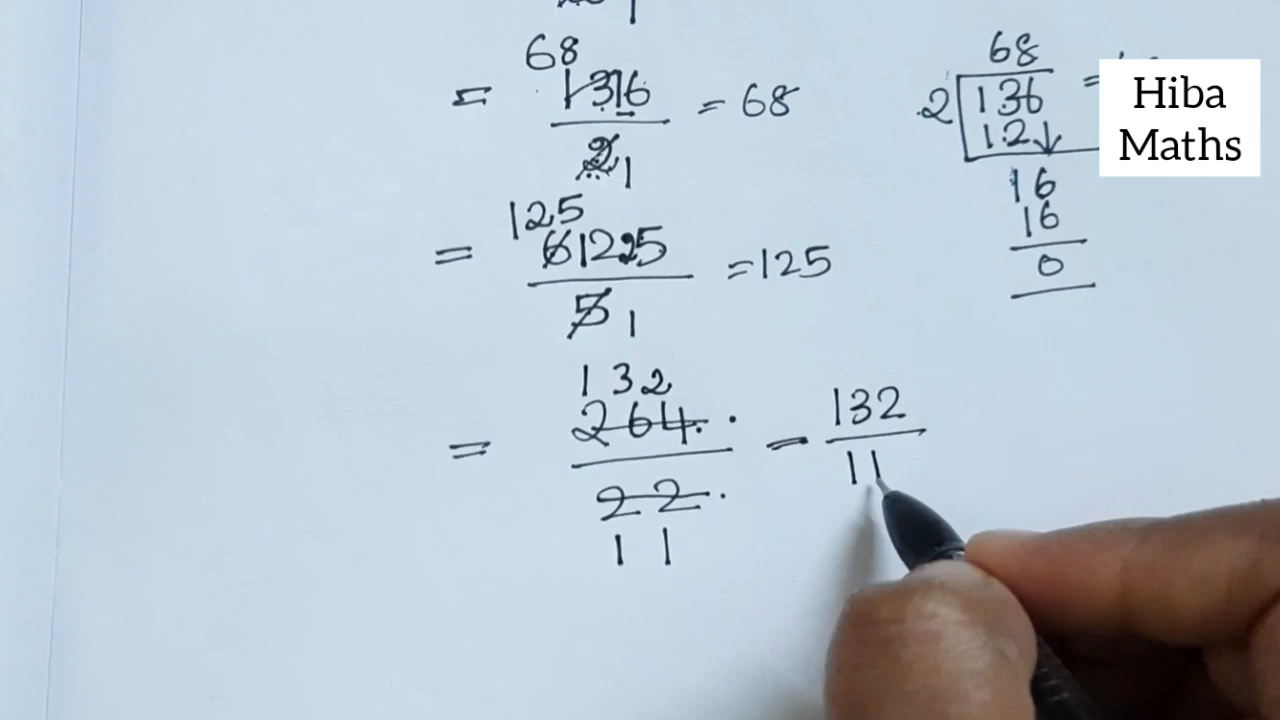 68
= 1316 = 68
2 1
125
= 61225 = 125
5 1
132
= 264 = 132
22 11
11
68
2 136 =
12
16
16
0
Hiba
Maths